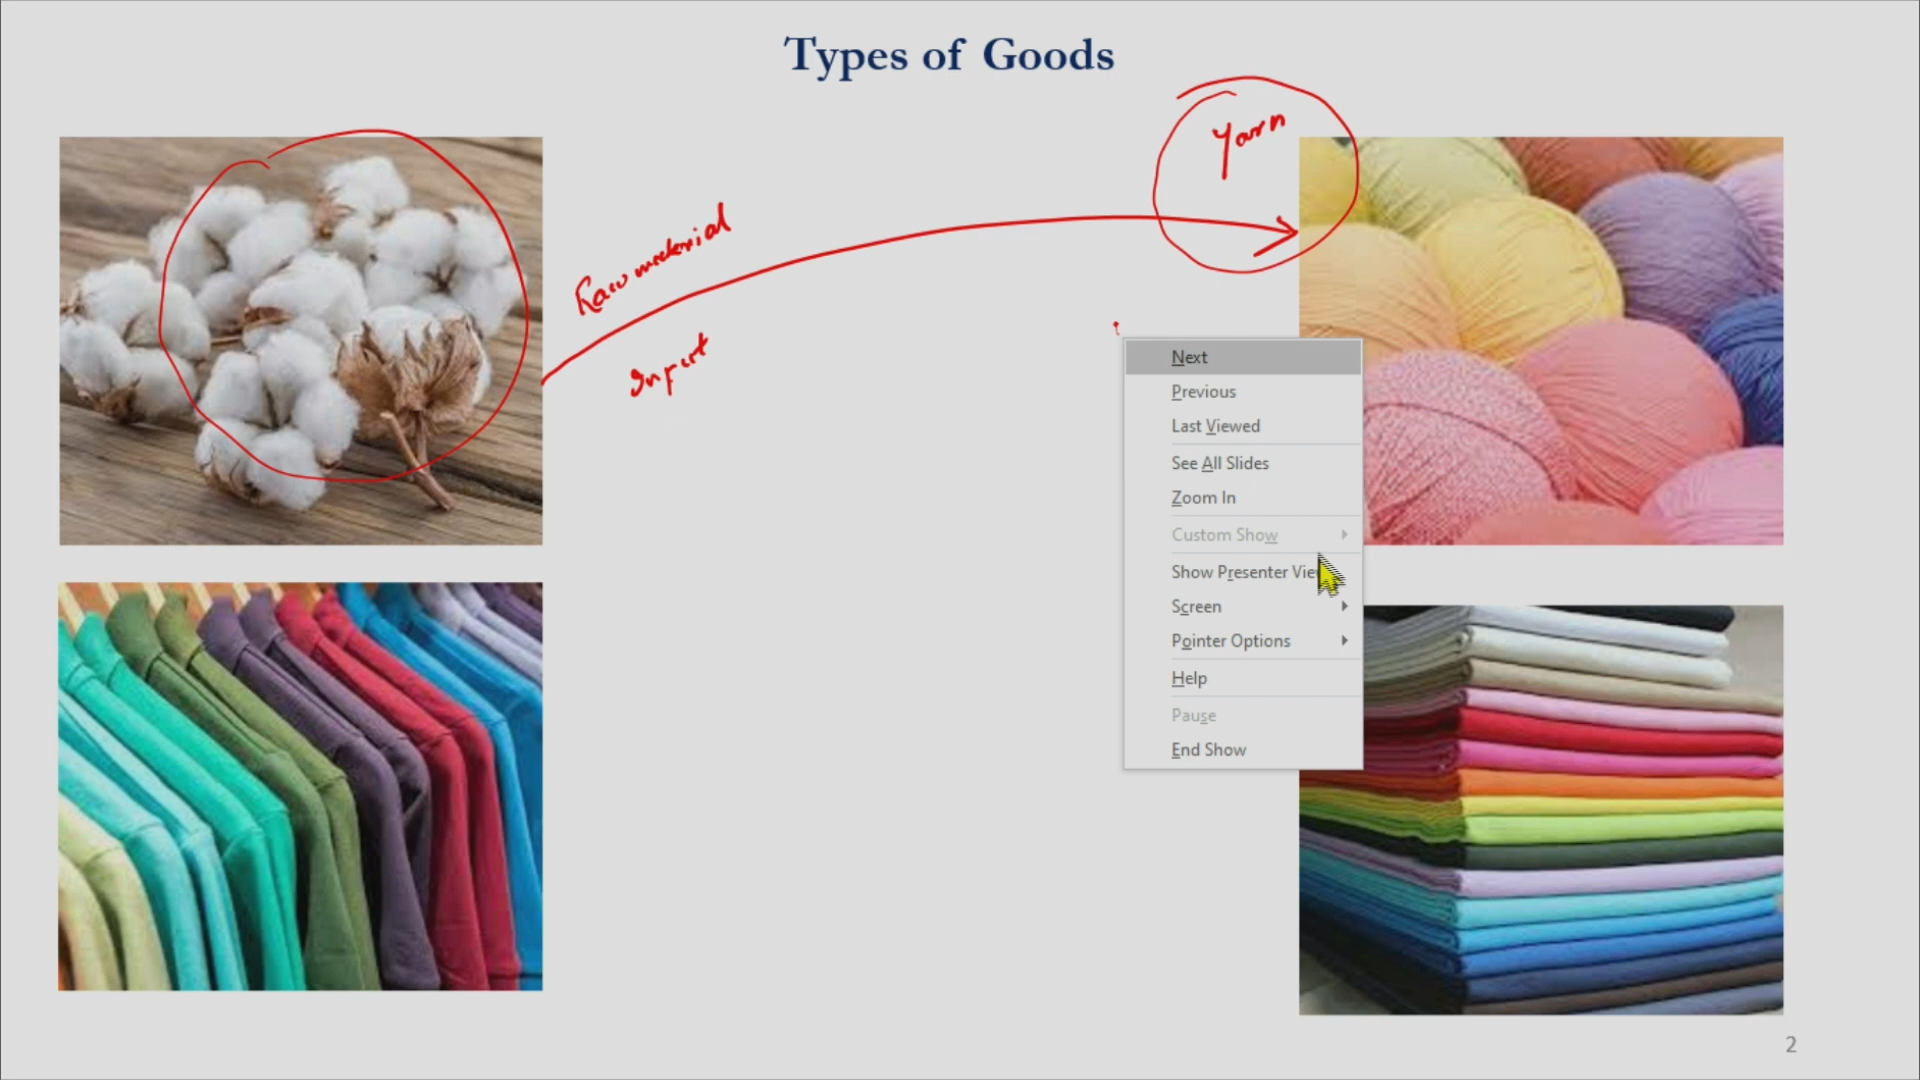 Types of Goods
Yarn
Raw material
Input
Next
Previous
Last Viewed
See All Slides
Zoom In
Custom Show
Show Presenter Vie
Screen
Pointer Options
Help
Pause
End Show
2